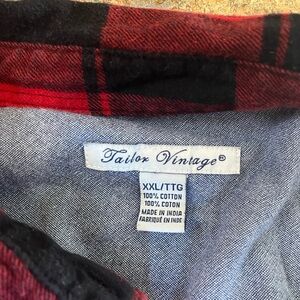 Tailor Vintage®
XXL/TTG
100% COTTON
100% COTON
MADE IN INDIA
FABRIQUÉ EN INDE